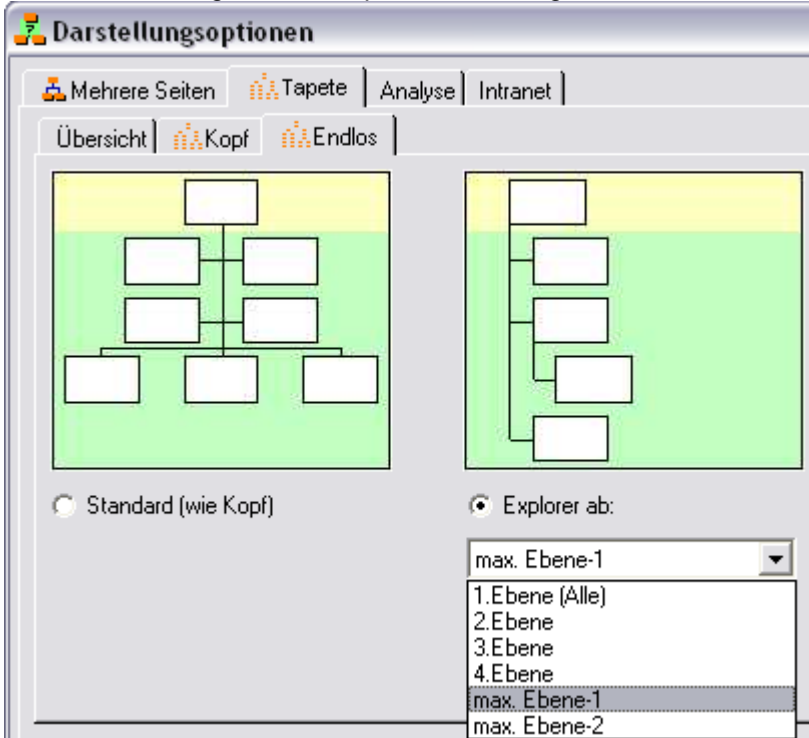 Darstellungsoptionen
Mehrere Seiten Tapete Analyse Intranet
Übersicht Kopf Endlos
Standard (wie Kopf) Explorer ab:
max. Ebene-1
1.Ebene (Alle)
2.Ebene
3.Ebene
4.Ebene
max. Ebene-1
max. Ebene-2